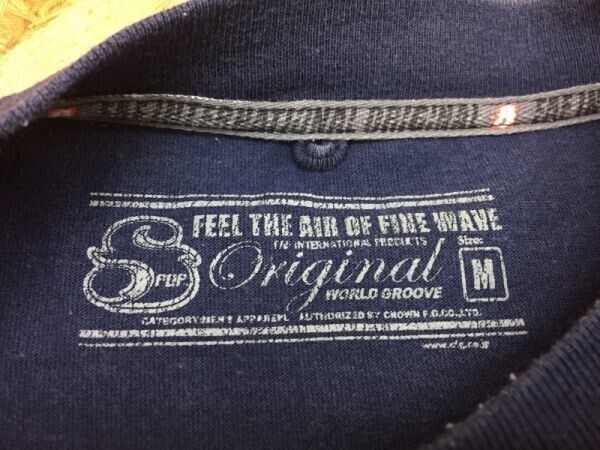 FEEL THE AIR OF FINE WAVE
INTERNATIONAL PRODUCTS
Size:
FUP
Original
M
WORLD GROOVE
CATEGORY/MEN'S APPAREL AUTHORIZED BY CROWN F.G.CO.,LTD.